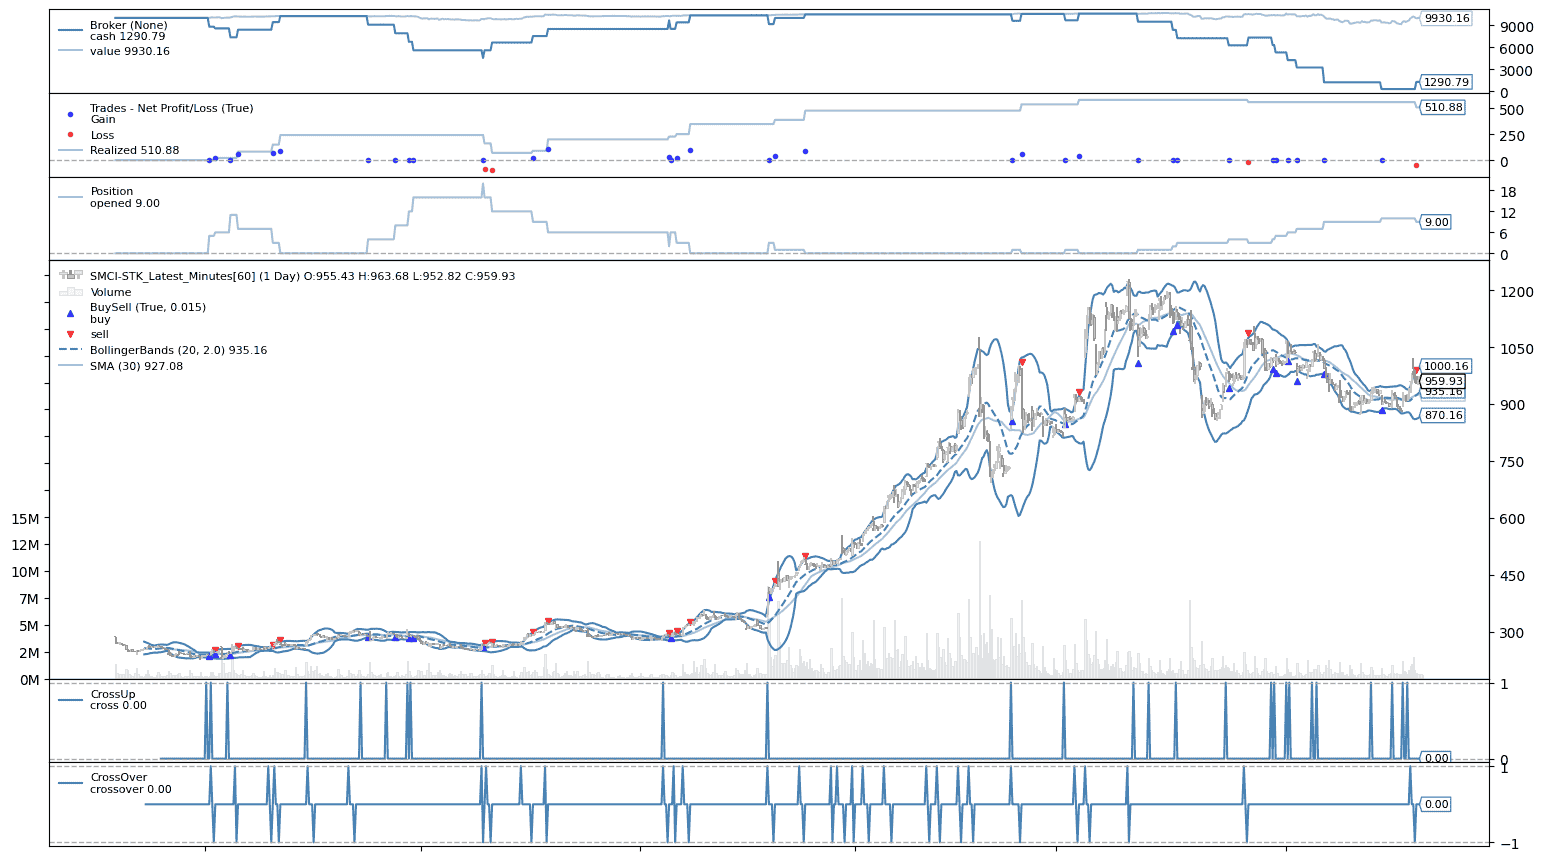 Broker (None)
cash 1290.79
value 9930.16
9930.16
9000
6000
3000
1290.79
0
Trades - Net Profit/Loss (True)
Gain
Loss
Realized 510.88
500
510.88
250
0
Position
opened 9.00
18
12
9.00
6
0
SMCI-STK_Latest_Minutes[60] (1 Day) O:955.43 H:963.68 L:952.82 C:959.93
Volume
BuySell (True, 0.015)
buy
sell
BollingerBands (20, 2.0) 935.16
SMA (30) 927.08
1200
1050
1000.16
959.93
935.16
900
870.16
750
600
450
300
15M
12M
10M
7M
5M
2M
0M
CrossUp
cross 0.00
1
0.00
0
CrossOver
crossover 0.00
1
0.00
−1